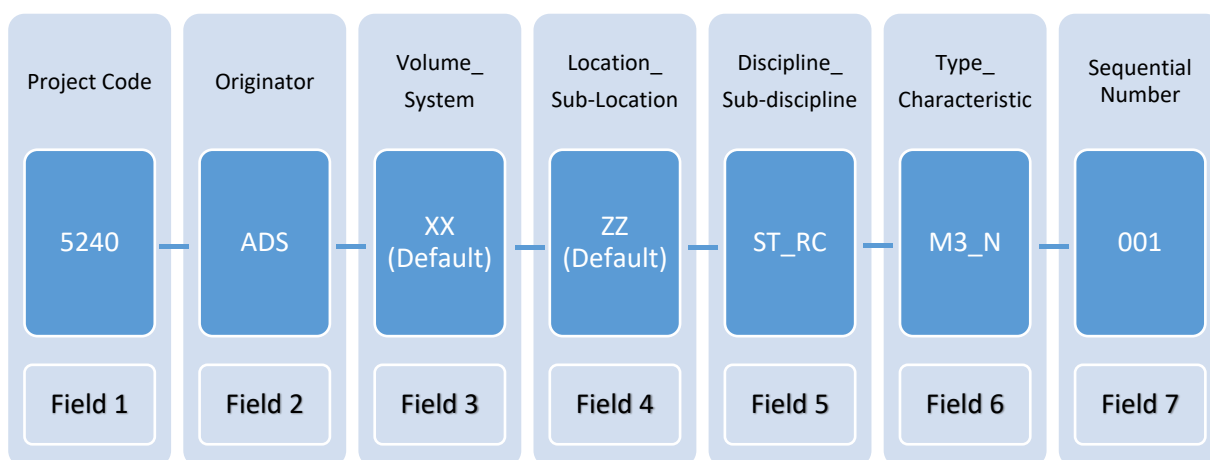 Project Code
Originator
Volume_
System
Location_
Sub-Location
Discipline_
Sub-discipline
Type_
Characteristic
Sequential
Number
5240
ADS
XX
(Default)
ZZ
(Default)
ST_RC
M3_N
001
Field 1
Field 2
Field 3
Field 4
Field 5
Field 6
Field 7